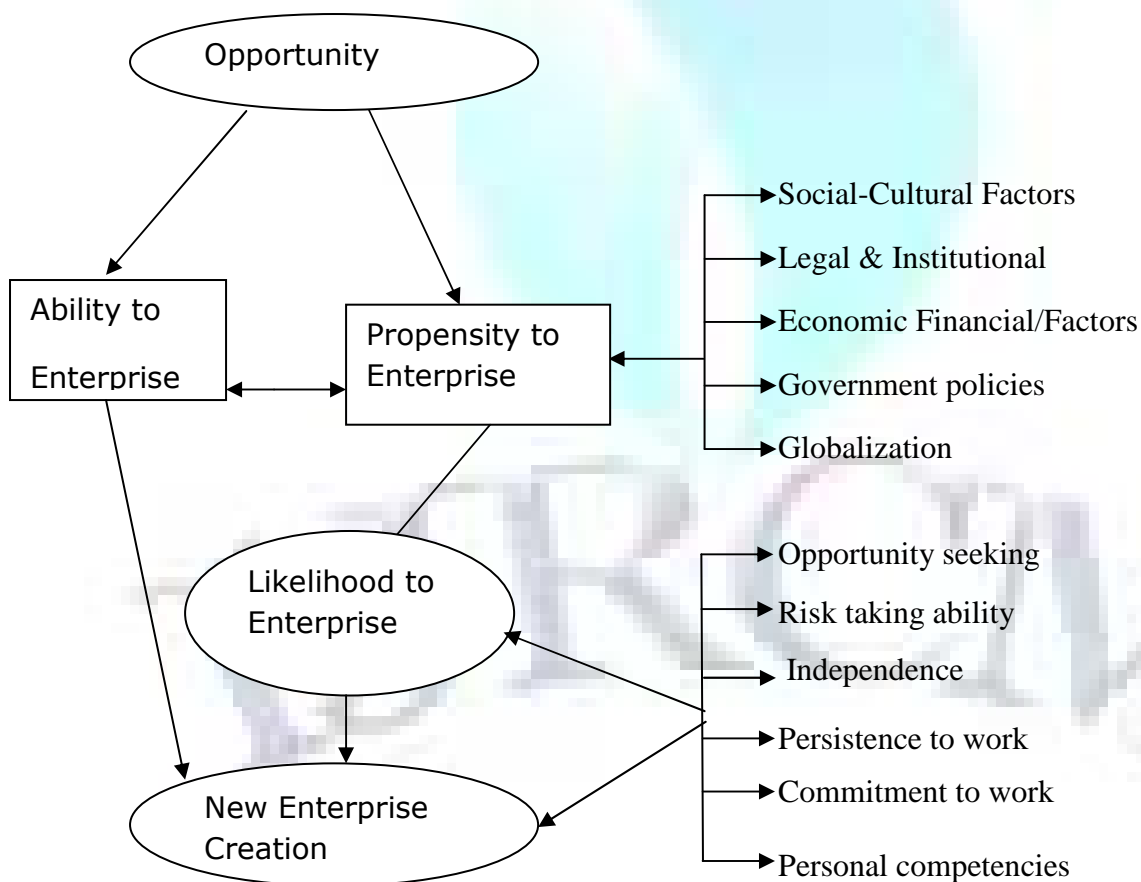 Opportunity
Ability to
Enterprise
Propensity to
Enterprise
Social-Cultural Factors
Legal & Institutional
Economic Financial/Factors
Government policies
Globalization
Likelihood to
Enterprise
Opportunity seeking
Risk taking ability
Independence
Persistence to work
Commitment to work
Personal competencies
New Enterprise
Creation